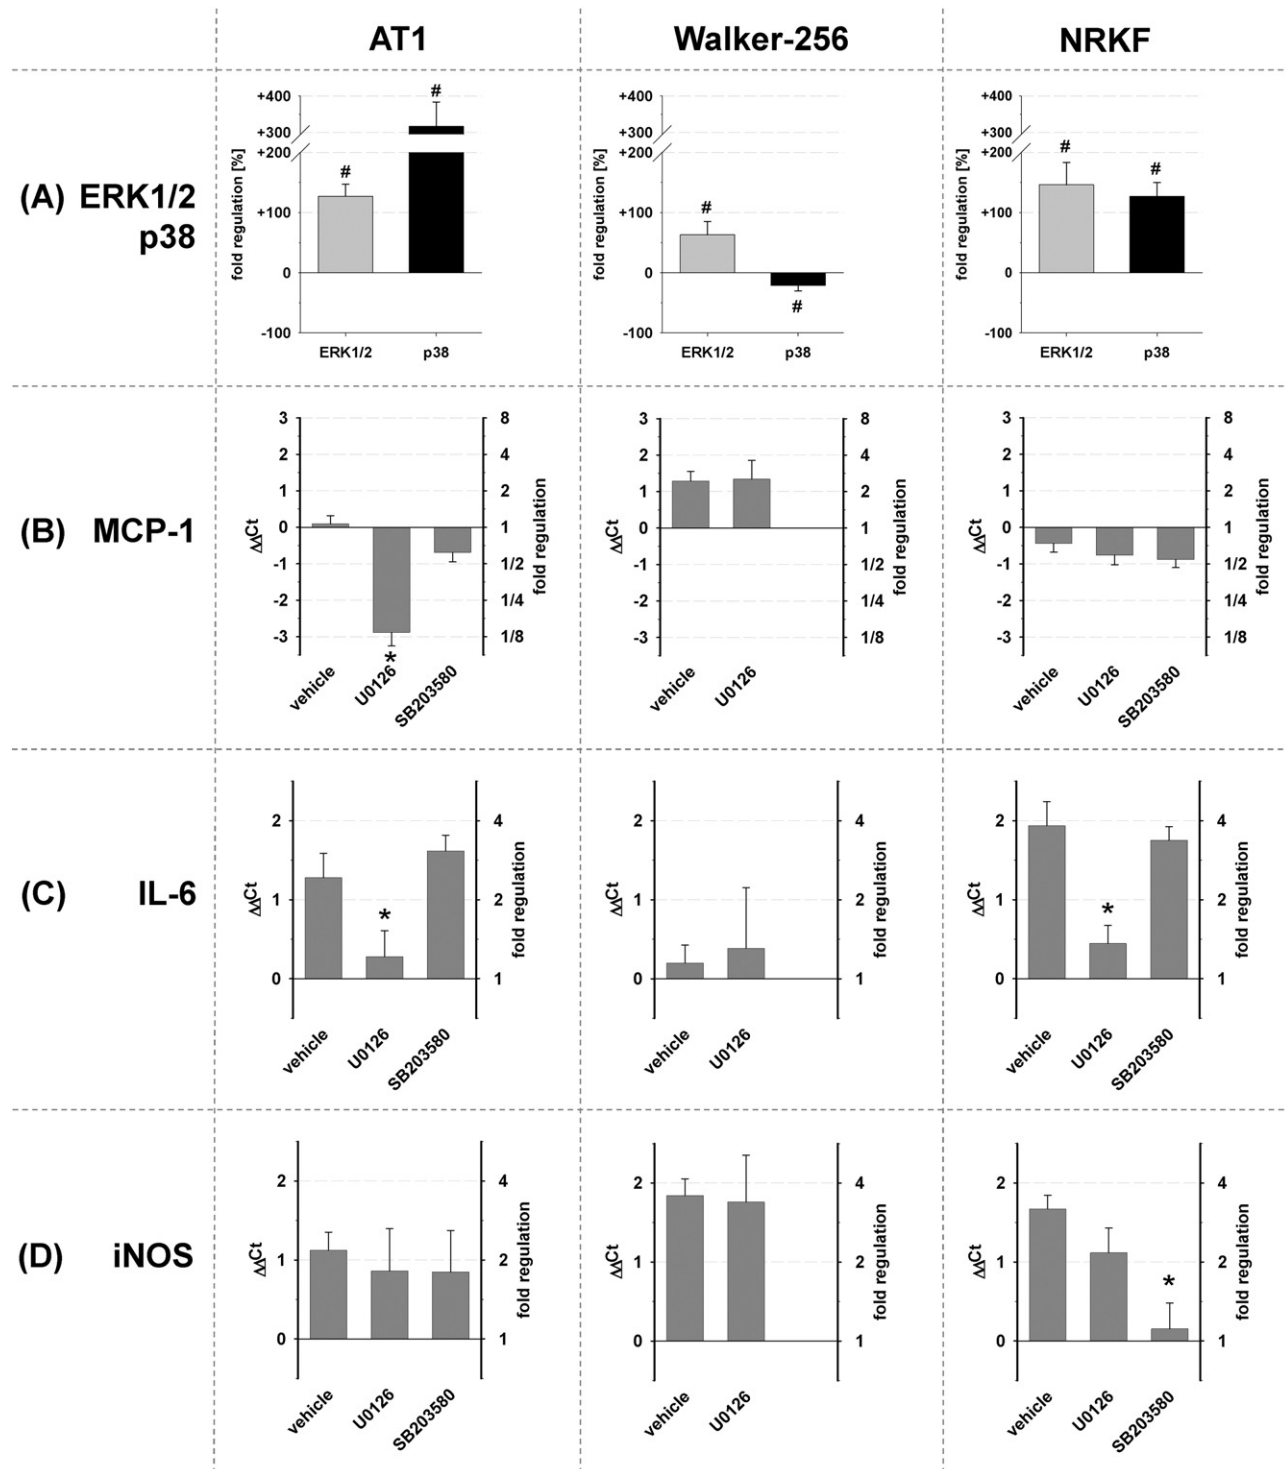 AT1
Walker-256
NRKF
(A) ERK1/2
p38
fold regulation [%]
+400
+300
+200
+100
0
-100
#
#
ERK1/2
p38
fold regulation [%]
+400
+300
+200
+100
0
-100
#
#
ERK1/2
p38
fold regulation [%]
+400
+300
+200
+100
0
-100
#
#
ERK1/2
p38
(B) MCP-1
ΔΔCt
3
2
1
0
-1
-2
-3
8
4
2
1
1/2
1/4
1/8
fold regulation
*
vehicle
U0126
SB203580
ΔΔCt
3
2
1
0
-1
-2
-3
8
4
2
1
1/2
1/4
1/8
fold regulation
vehicle
U0126
ΔΔCt
3
2
1
0
-1
-2
-3
8
4
2
1
1/2
1/4
1/8
fold regulation
vehicle
U0126
SB203580
(C) IL-6
ΔΔCt
2
1
0
4
2
1
fold regulation
*
vehicle
U0126
SB203580
ΔΔCt
2
1
0
4
2
1
fold regulation
vehicle
U0126
ΔΔCt
2
1
0
4
2
1
fold regulation
*
vehicle
U0126
SB203580
(D) iNOS
ΔΔCt
2
1
0
4
2
1
fold regulation
vehicle
U0126
SB203580
ΔΔCt
2
1
0
4
2
1
fold regulation
vehicle
U0126
ΔΔCt
2
1
0
4
2
1
fold regulation
*
vehicle
U0126
SB203580